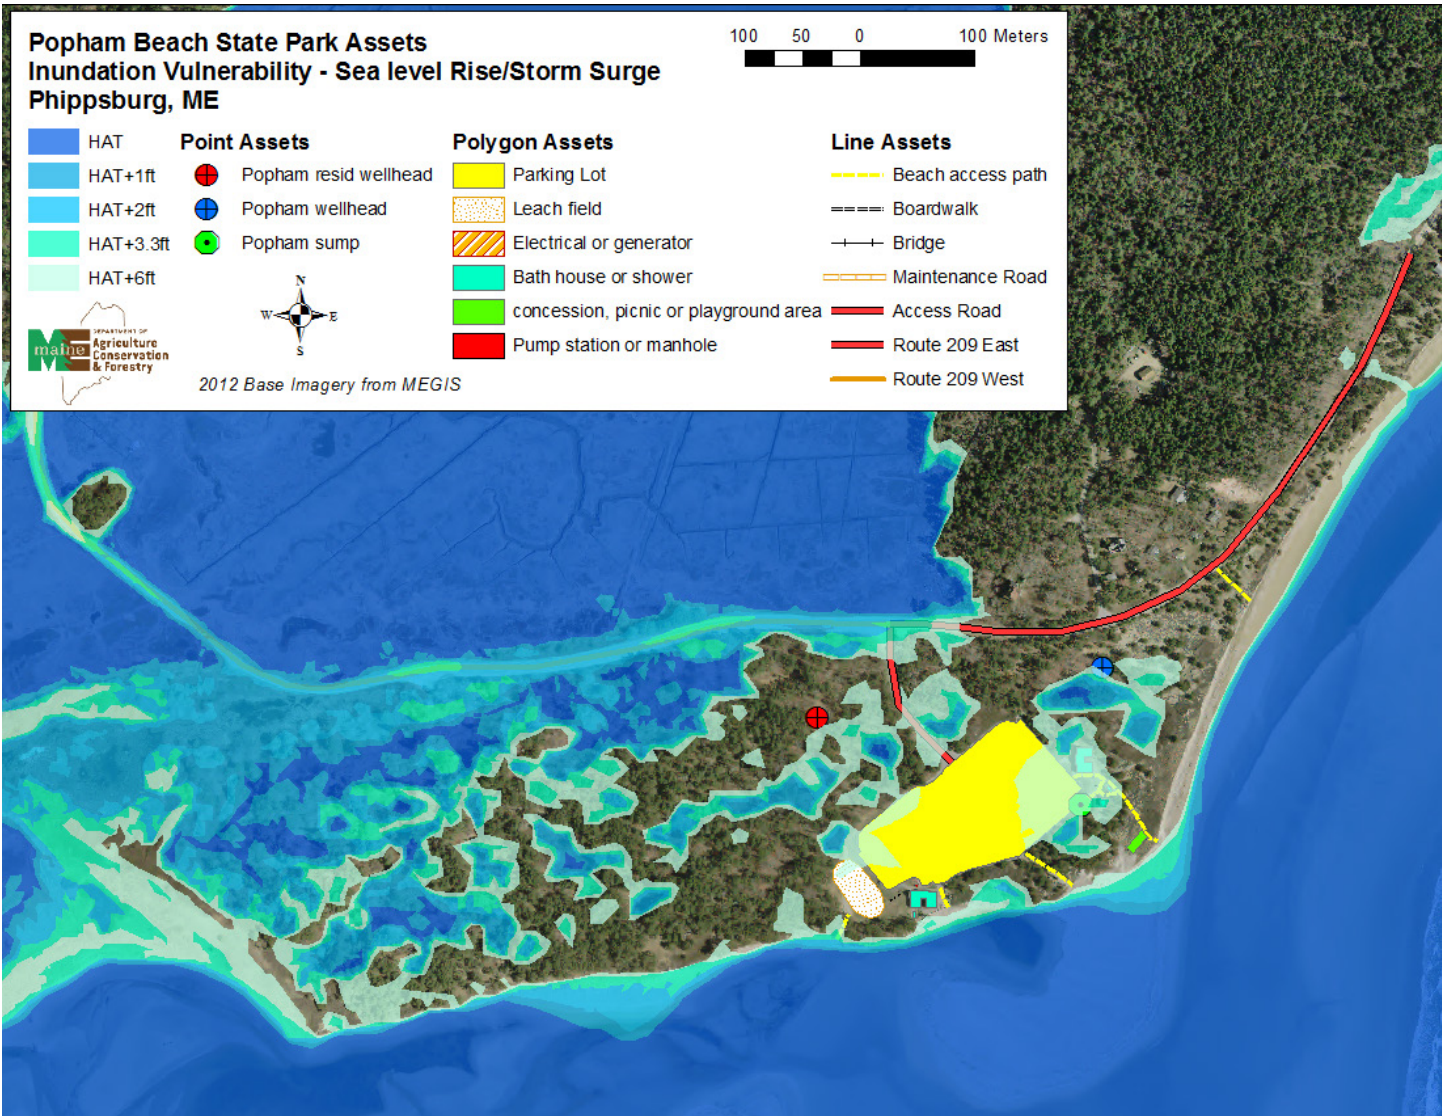 Popham Beach State Park Assets
Inundation Vulnerability - Sea level Rise/Storm Surge
Phippsburg, ME
100 50 0 100 Meters
HAT
HAT+1ft
HAT+2ft
HAT+3.3ft
HAT+6ft
Point Assets
Popham resid wellhead
Popham wellhead
Popham sump
N
W E
S
Polygon Assets
Parking Lot
Leach field
Electrical or generator
Bath house or shower
concession, picnic or playground area
Pump station or manhole
Line Assets
Beach access path
Boardwalk
Bridge
Maintenance Road
Access Road
Route 209 East
Route 209 West
maine
DEPARTMENT OF
Agriculture
Conservation
& Forestry
2012 Base Imagery from MEGIS